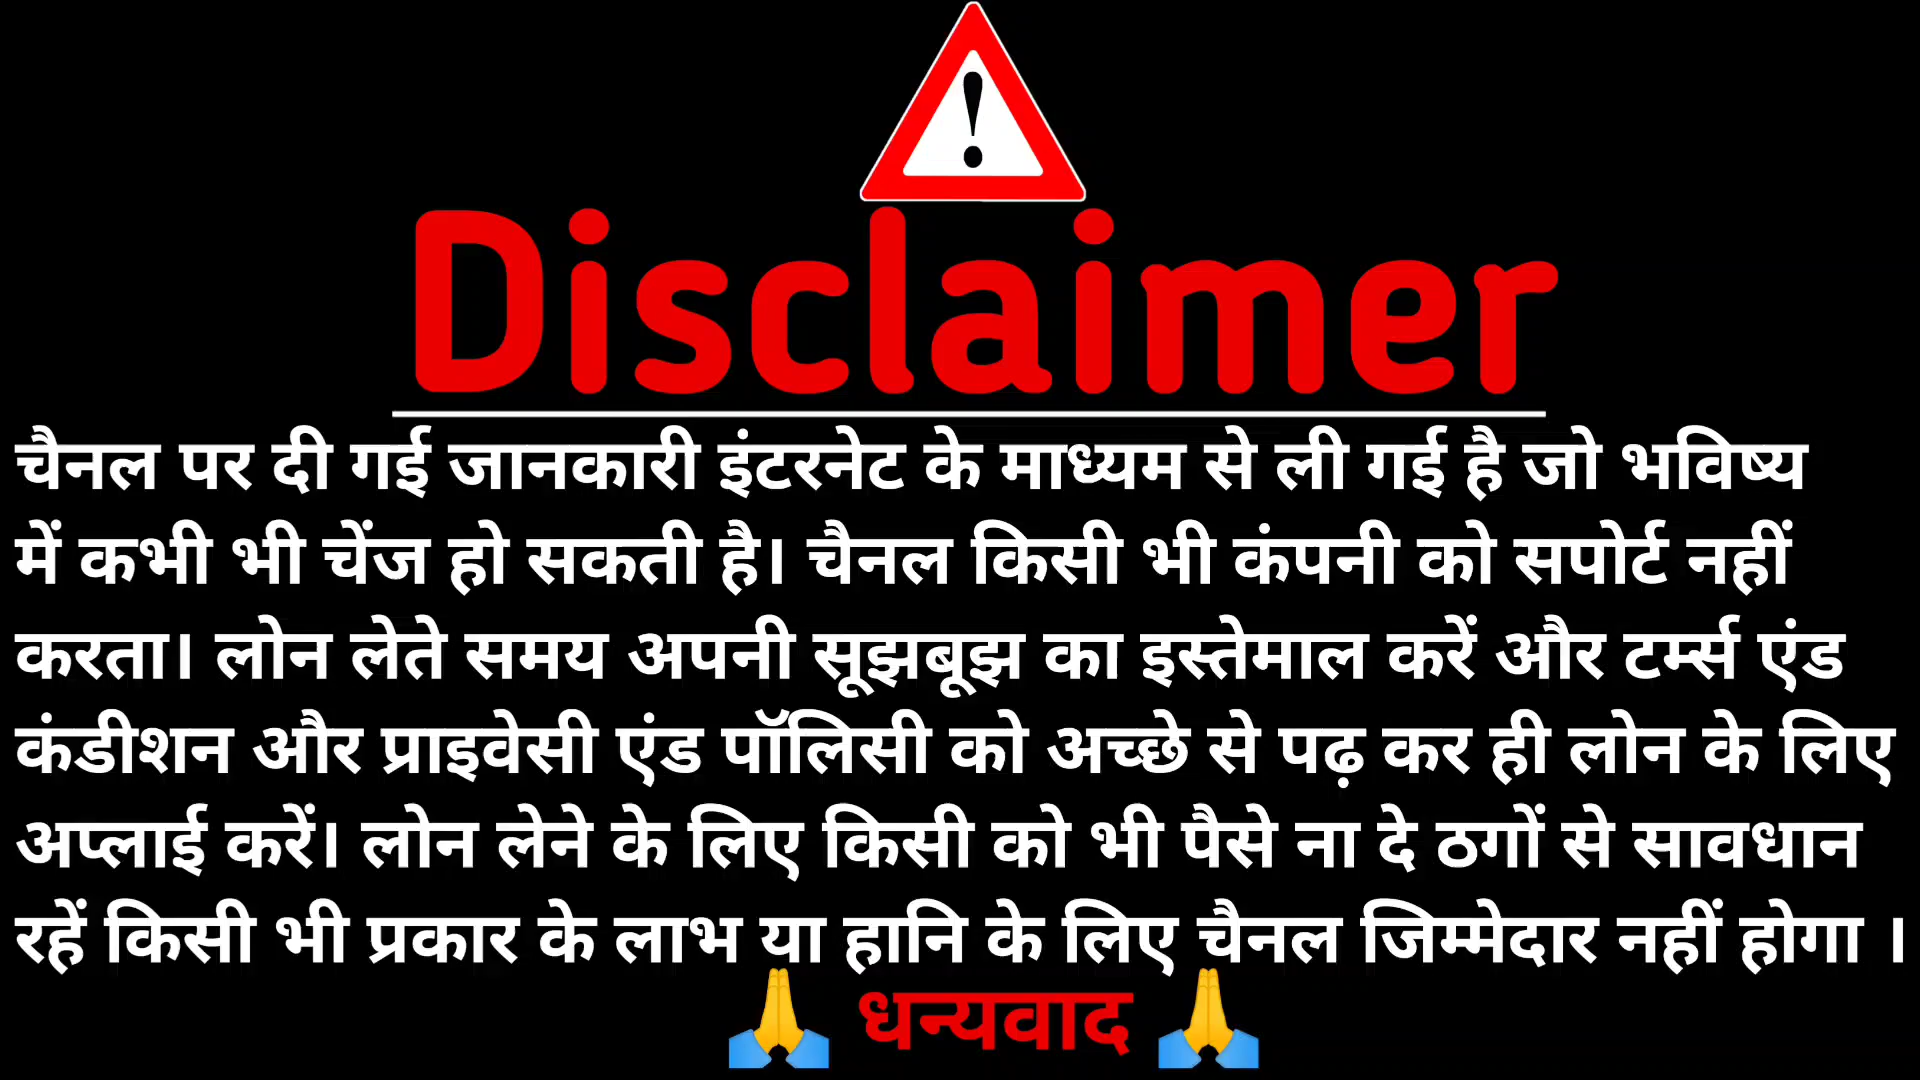 Disclaimer
चैनल पर दी गई जानकारी इंटरनेट के माध्यम से ली गई है जो भविष्य
में कभी भी चेंज हो सकती है। चैनल किसी भी कंपनी को सपोर्ट नहीं
करता। लोन लेते समय अपनी सूझबूझ का इस्तेमाल करें और टर्म्स एंड
कंडीशन और प्राइवेसी एंड पॉलिसी को अच्छे से पढ़ कर ही लोन के लिए
अप्लाई करें। लोन लेने के लिए किसी को भी पैसे ना दे ठगों से सावधान
रहें किसी भी प्रकार के लाभ या हानि के लिए चैनल जिम्मेदार नहीं होगा ।
🙏 धन्यवाद 🙏